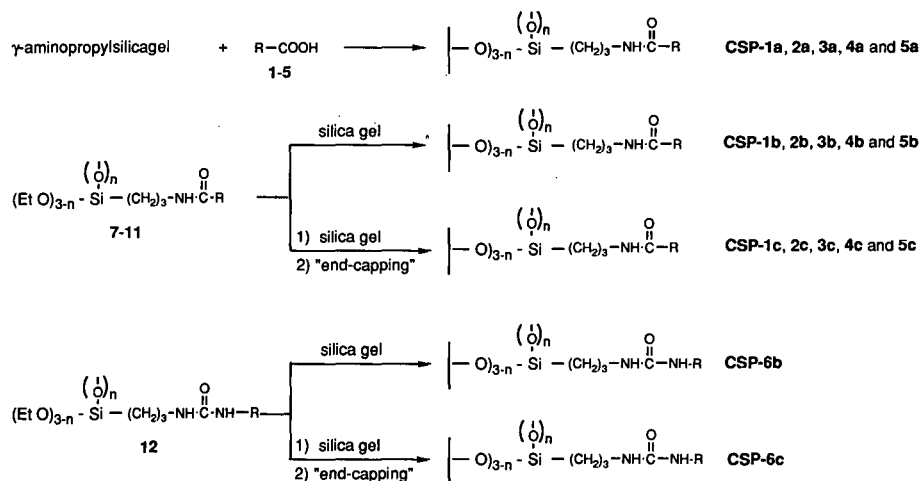 γ-aminopropylsilicagel + R–COOH CSP-1a, 2a, 3a, 4a and 5a
1-5
(O)n
O)3-n - Si — (CH2)3–NH·C–R
O
silica gel
(O)n
O)3-n - Si — (CH2)3–NH·C–R CSP-1b, 2b, 3b, 4b and 5b
O
(O)n
(Et O)3-n - Si — (CH2)3–NH·C·R
O
7-11
1) silica gel
2) "end-capping"
(O)n
O)3-n - Si — (CH2)3–NH·C–R CSP-1c, 2c, 3c, 4c and 5c
O
silica gel
(O)n
O)3-n - Si — (CH2)3–NH·C·NH-R CSP-6b
O
(O)n
(Et O)3-n - Si — (CH2)3–NH·C·NH–R
O
12
1) silica gel
2) "end-capping"
(O)n
O)3-n - Si — (CH2)3–NH·C·NH-R CSP-6c
O